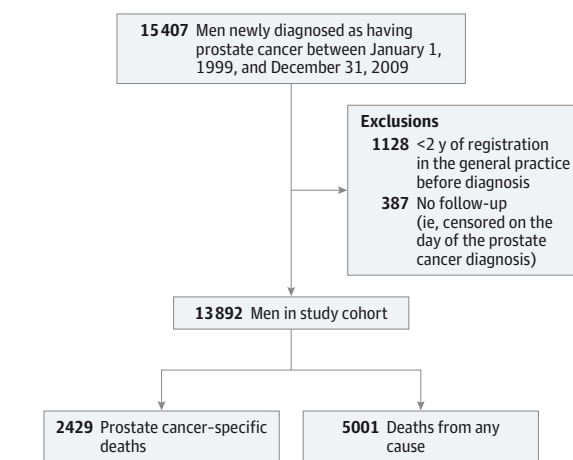 15407 Men newly diagnosed as having
prostate cancer between January 1,
1999, and December 31, 2009
Exclusions
1128 <2 y of registration
in the general practice
before diagnosis
387 No follow-up
(ie, censored on the
day of the prostate
cancer diagnosis)
13892 Men in study cohort
2429 Prostate cancer-specific
deaths
5001 Deaths from any
cause